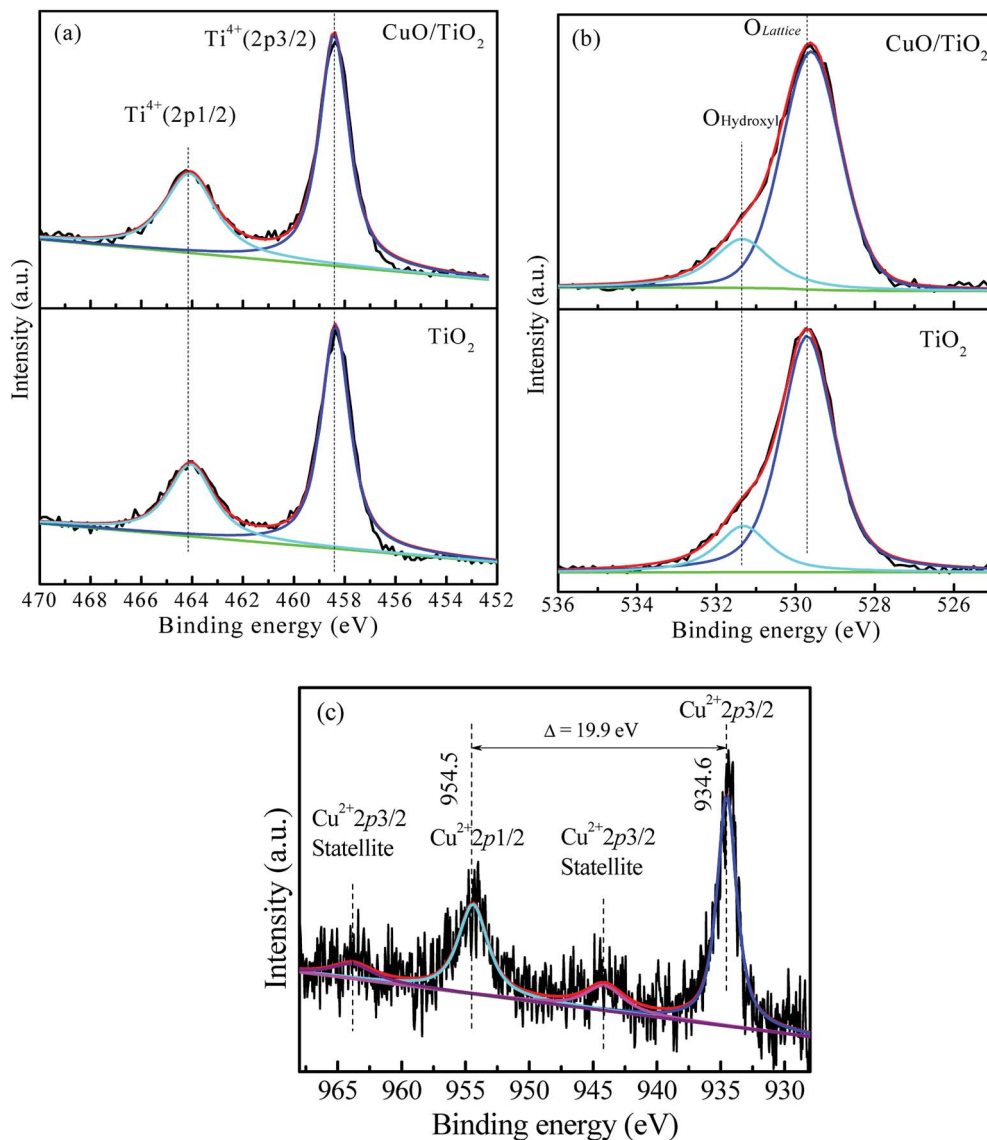 (a)
Ti⁴⁺(2p3/2)
CuO/TiO₂
Ti⁴⁺(2p1/2)
TiO₂
Intensity (a.u.)
470 468 466 464 462 460 458 456 454 452
Binding energy (eV)
(b)
O Lattice
CuO/TiO₂
O Hydroxyl
TiO₂
Intensity (a.u.)
536 534 532 530 528 526
Binding energy (eV)
(c)
Cu²⁺2p3/2
Δ = 19.9 eV
954.5
934.6
Cu²⁺2p3/2
Statellite
Cu²⁺2p1/2
Cu²⁺2p3/2
Statellite
Intensity (a.u.)
965 960 955 950 945 940 935 930
Binding energy (eV)